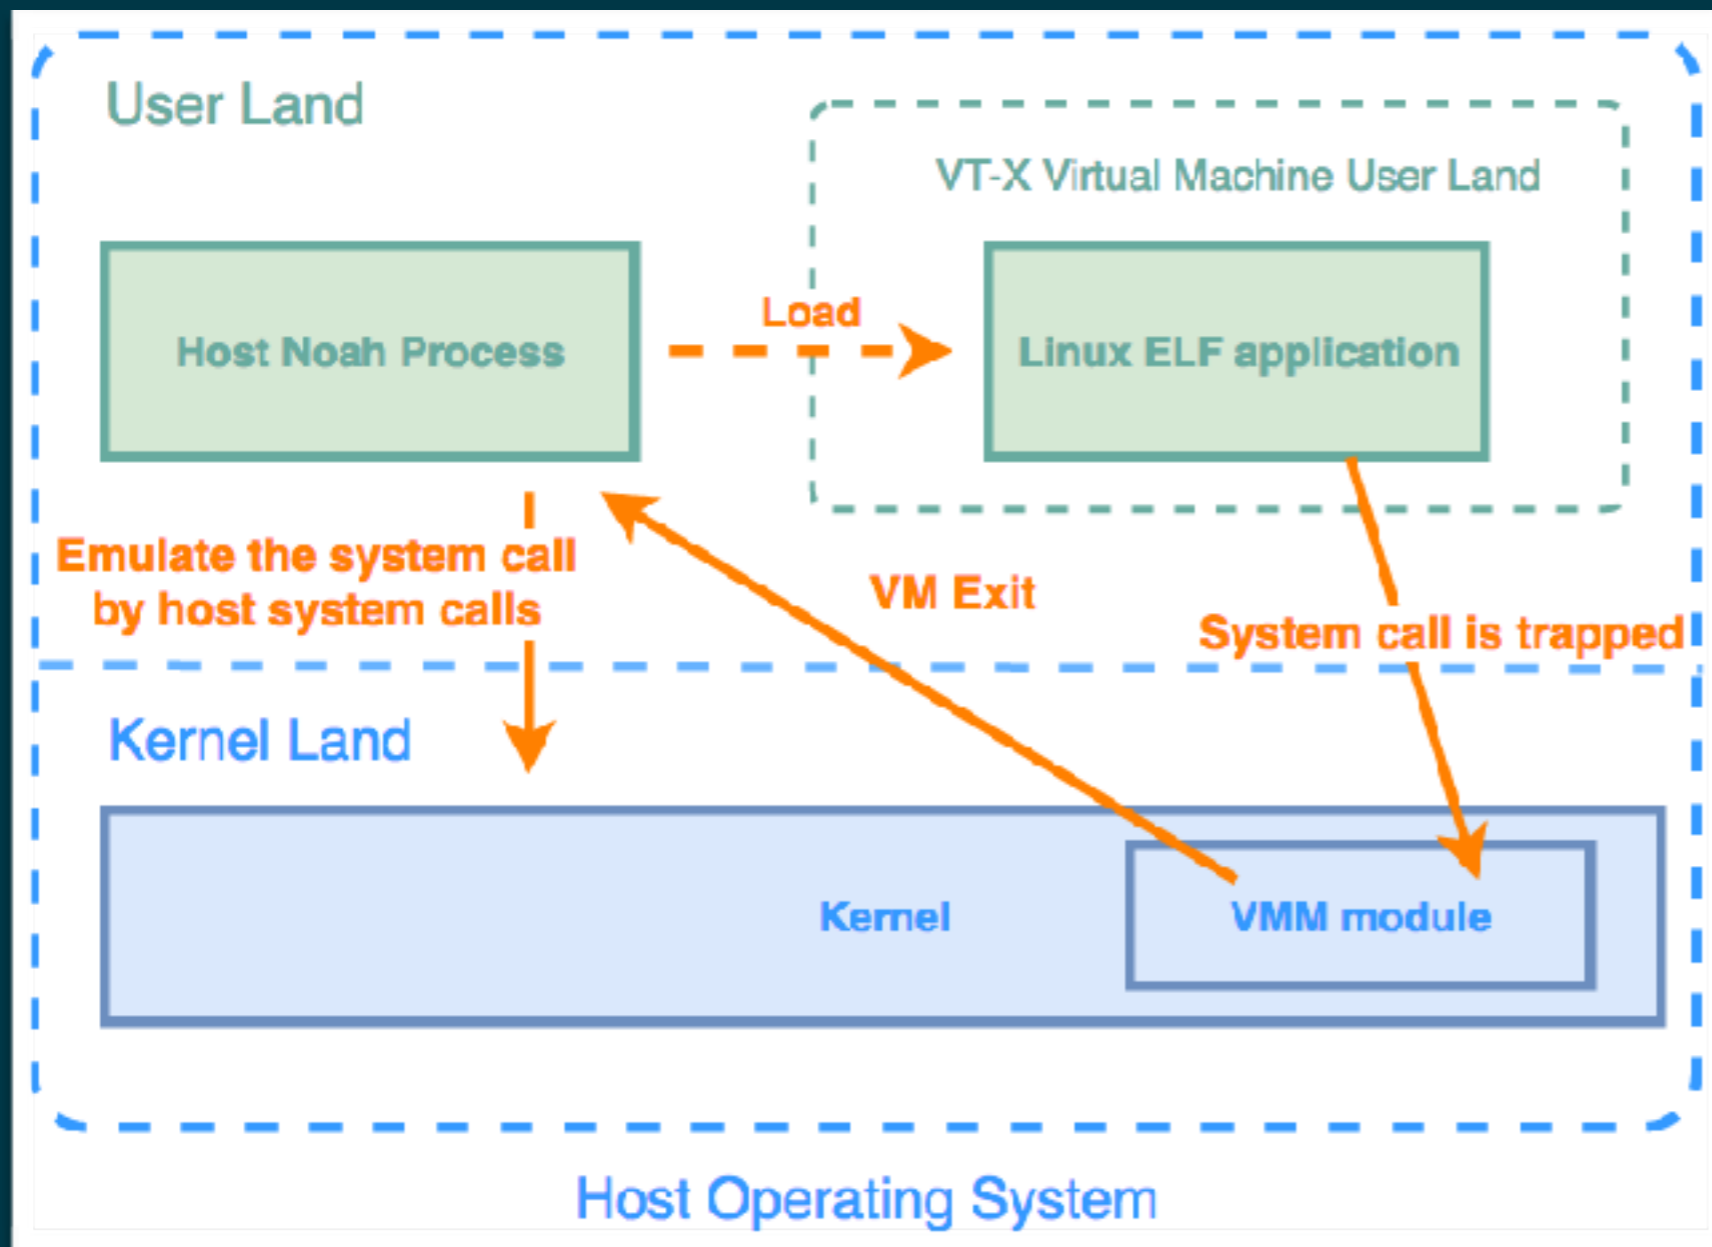 User Land
VT-X Virtual Machine User Land
Host Noah Process
Load
Linux ELF application
Emulate the system call
by host system calls
VM Exit
System call is trapped
Kernel Land
Kernel
VMM module
Host Operating System